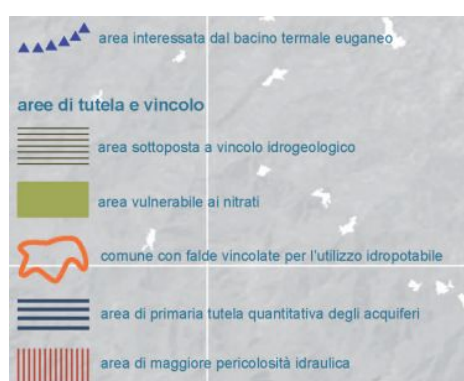 area interessata dal bacino termale euganeo
aree di tutela e vincolo
area sottoposta a vincolo idrogeologico
area vulnerabile ai nitrati
comune con falde vincolate per l'utilizzo idropotabile
area di primaria tutela quantitativa degli acquiferi
area di maggiore pericolosità idraulica